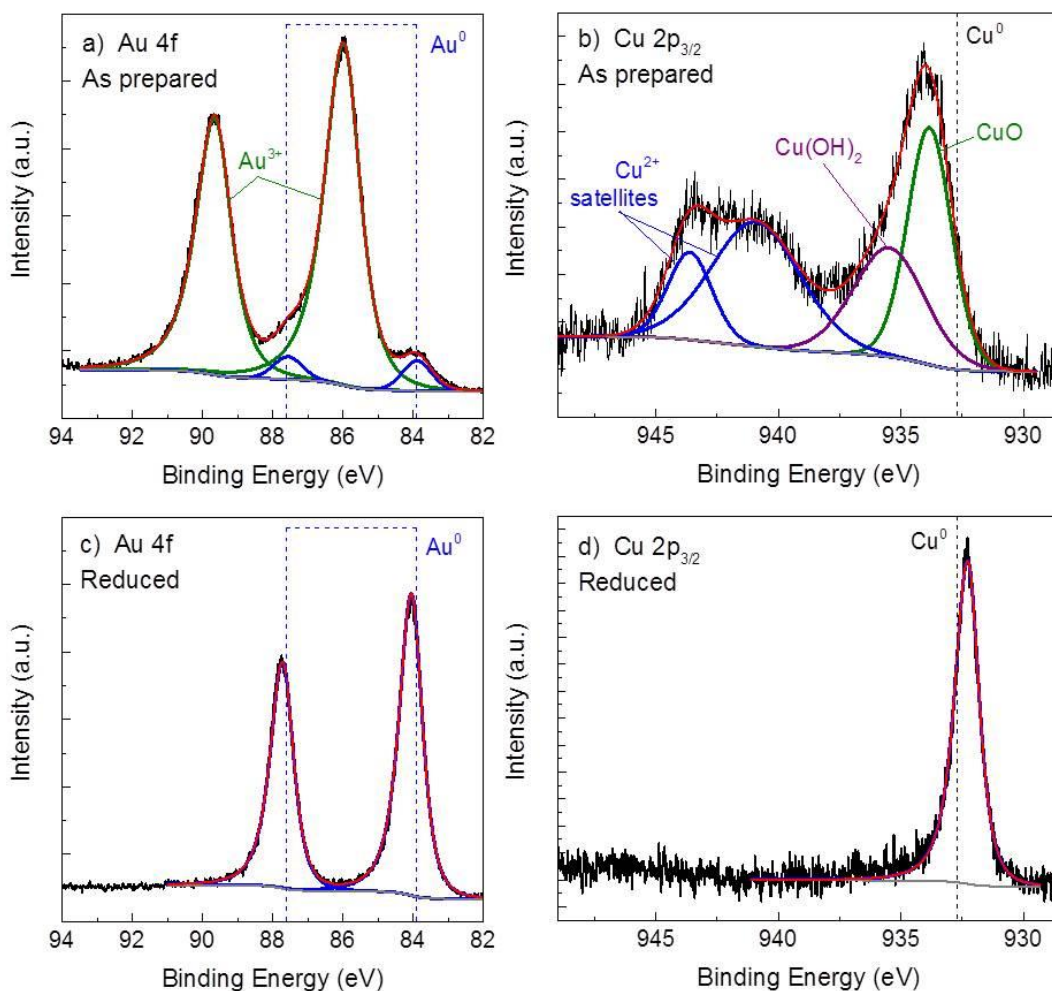 a) Au 4f
As prepared
Au⁰
Au³⁺
Intensity (a.u.)
94 92 90 88 86 84 82
Binding Energy (eV)
b) Cu 2p₃/₂
As prepared
Cu⁰
CuO
Cu(OH)₂
Cu²⁺
satellites
Intensity (a.u.)
945 940 935 930
Binding Energy (eV)
c) Au 4f
Reduced
Au⁰
Intensity (a.u.)
94 92 90 88 86 84 82
Binding Energy (eV)
d) Cu 2p₃/₂
Reduced
Cu⁰
Intensity (a.u.)
945 940 935 930
Binding Energy (eV)